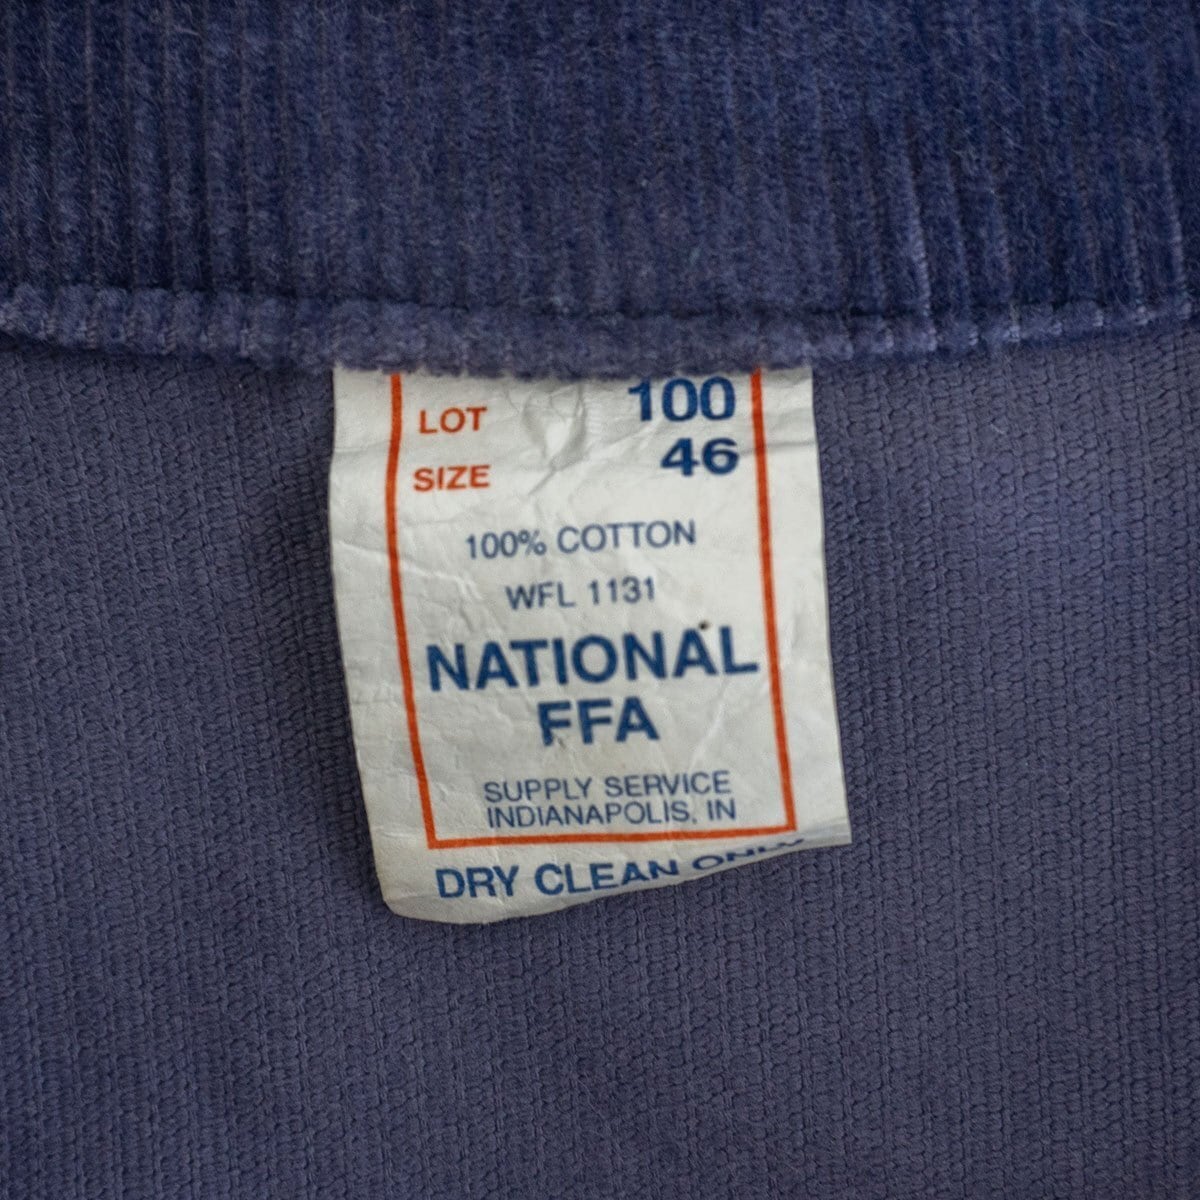 LOT 100
SIZE 46
100% COTTON
WFL 1131
NATIONAL
FFA
SUPPLY SERVICE
INDIANAPOLIS, IN
DRY CLEAN ONLY